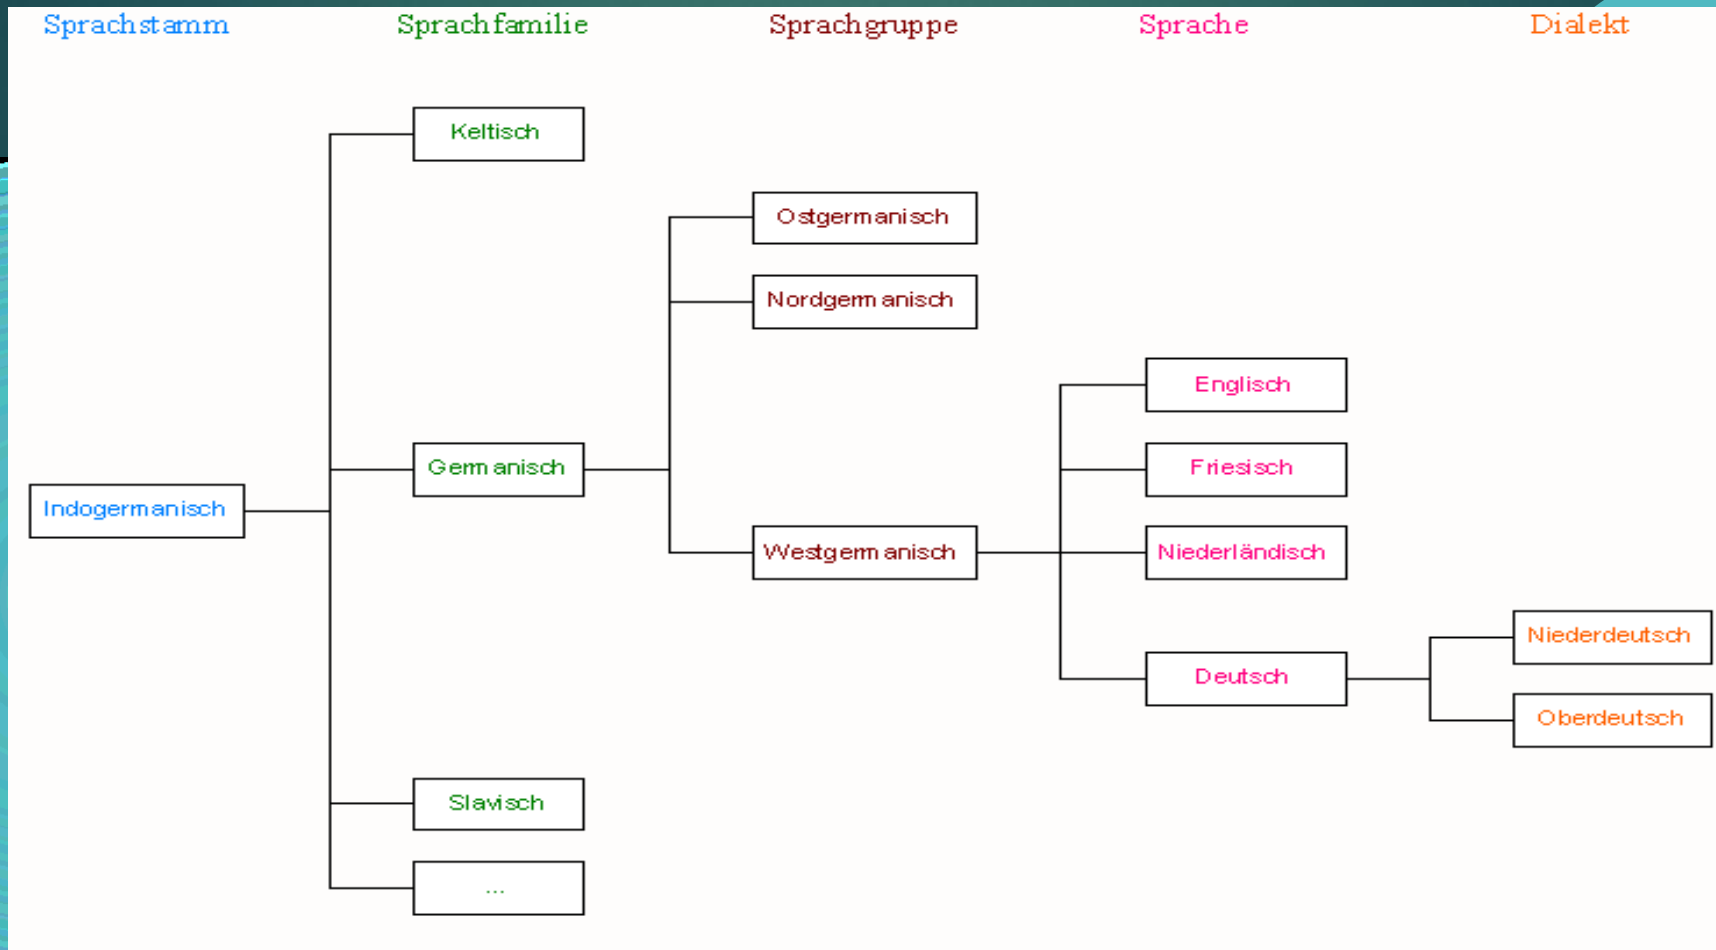 Sprachstamm Sprachfamilie Sprachgruppe Sprache Dialekt
Keltisch
Ostgermanisch
Nordgermanisch
Englisch
Germanisch
Friesisch
Indogermanisch
Westgermanisch
Niederländisch
Niederdeutsch
Deutsch
Oberdeutsch
Slavisch
...